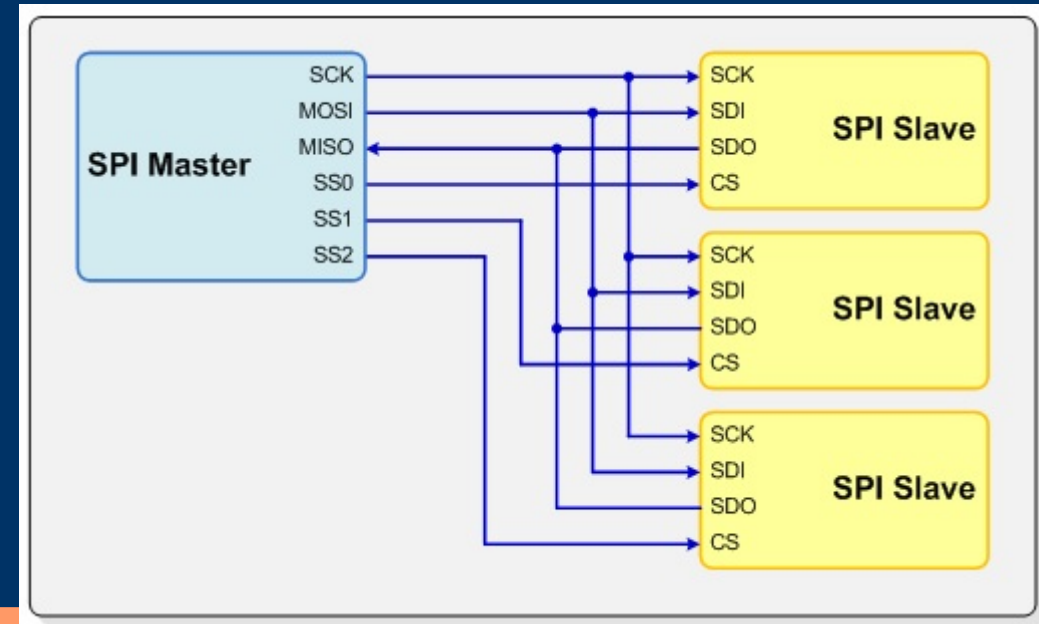 SPI Master
SCK
MOSI
MISO
SS0
SS1
SS2
SCK
SDI
SDO
CS
SPI Slave
SCK
SDI
SDO
CS
SPI Slave
SCK
SDI
SDO
CS
SPI Slave